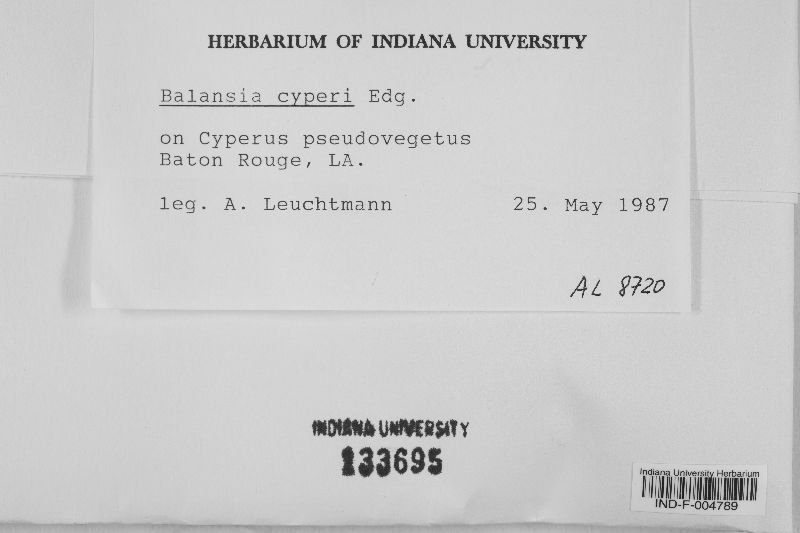 HERBARIUM OF INDIANA UNIVERSITY
Balansia cyperi Edg.
on Cyperus pseudovegetus
Baton Rouge, LA.
leg. A. Leuchtmann 25. May 1987
AL 8720
INDIANA UNIVERSITY
133695
Indiana University Herbarium
IND-F-004789